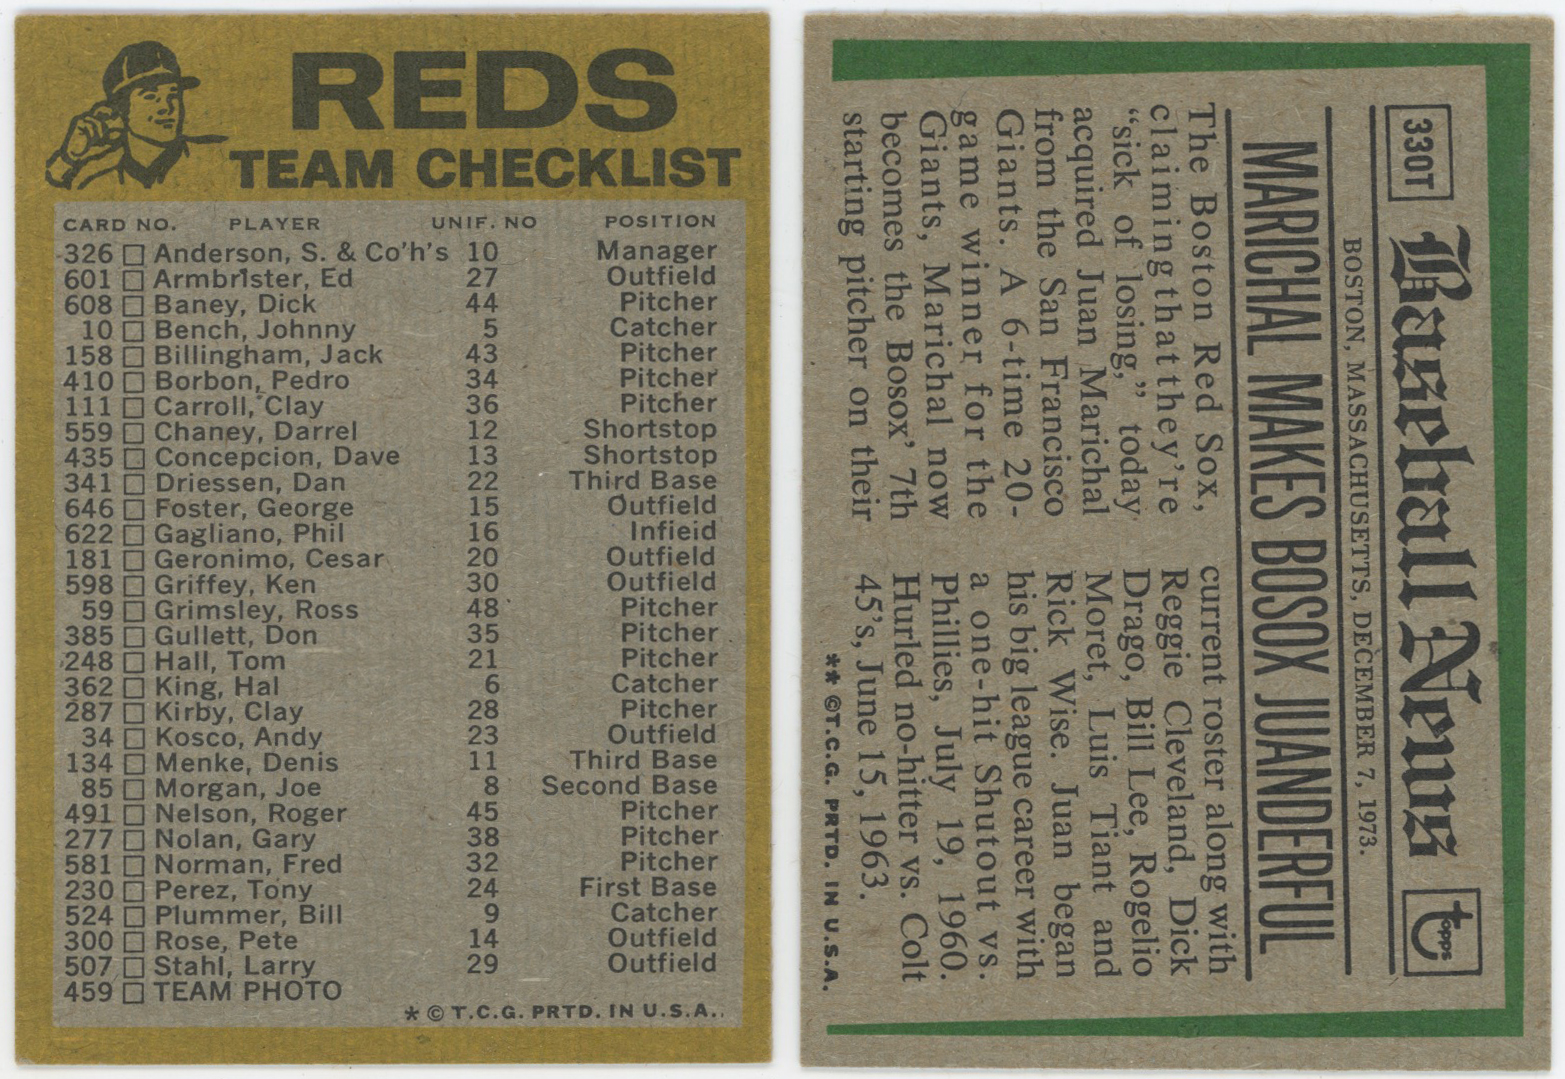 REDS
TEAM CHECKLIST
CARD NO. PLAYER UNIF. NO POSITION
326 Anderson, S. & Co'h's 10 Manager
601 Armbrister, Ed 27 Outfield
608 Baney, Dick 44 Pitcher
10 Bench, Johnny 5 Catcher
158 Billingham, Jack 43 Pitcher
410 Borbon, Pedro 34 Pitcher
111 Carroll, Clay 36 Pitcher
559 Chaney, Darrel 12 Shortstop
435 Concepcion, Dave 13 Shortstop
341 Driessen, Dan 22 Third Base
646 Foster, George 15 Outfield
622 Gagliano, Phil 16 Infieid
181 Geronimo, Cesar 20 Outfield
598 Griffey, Ken 30 Outfield
59 Grimsley, Ross 48 Pitcher
385 Gullett, Don 35 Pitcher
248 Hall, Tom 21 Pitcher
362 King, Hal 6 Catcher
287 Kirby, Clay 28 Pitcher
34 Kosco, Andy 23 Outfield
134 Menke, Denis 11 Third Base
85 Morgan, Joe 8 Second Base
491 Nelson, Roger 45 Pitcher
277 Nolan, Gary 38 Pitcher
581 Norman, Fred 32 Pitcher
230 Perez, Tony 24 First Base
524 Plummer, Bill 9 Catcher
300 Rose, Pete 14 Outfield
507 Stahl, Larry 29 Outfield
459 TEAM PHOTO
* © T.C.G. PRTD. IN U.S.A.
330T
Baseball News
topps
BOSTON, MASSACHUSETTS, DECEMBER 7, 1973.
MARICHAL MAKES BOSOX JUANDERFUL
The Boston Red Sox,
claiming that they're
"sick of losing," today
acquired Juan Marichal
from the San Francisco
Giants. A 6-time 20-
game winner for the
Giants, Marichal now
becomes the Bosox' 7th
starting pitcher on their
current roster along with
Reggie Cleveland, Dick
Drago, Bill Lee, Rogelio
Moret, Luis Tiant and
Rick Wise. Juan began
his big league career with
a one-hit Shutout vs.
Phillies, July 19, 1960.
Hurled no-hitter vs. Colt
45's, June 15, 1963.
** © T.C.G. PRTD. IN U.S.A.